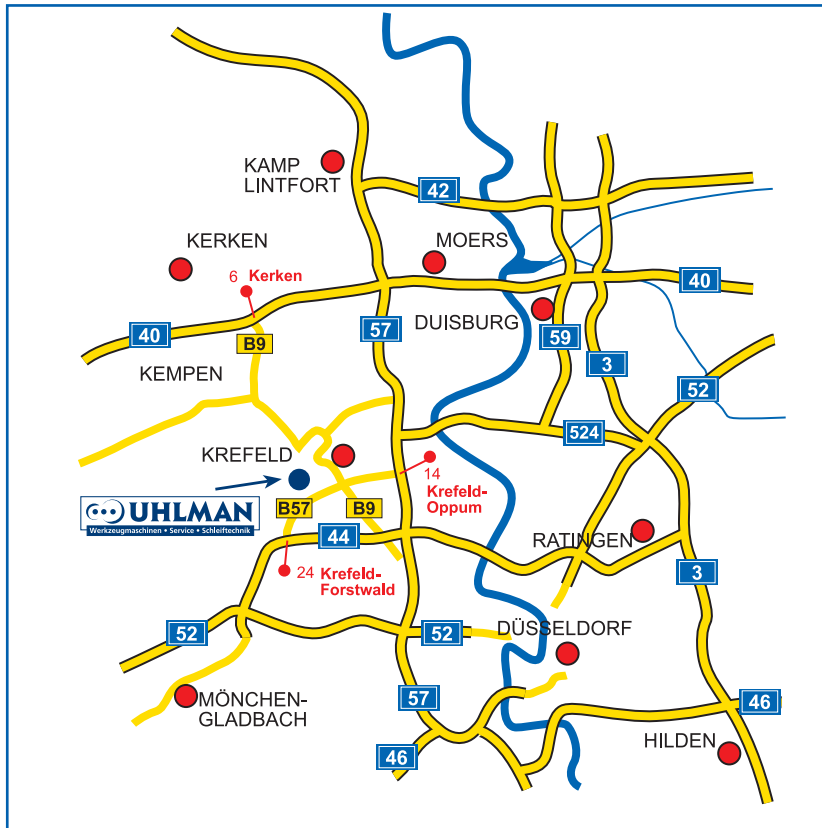 KAMP
LINTFORT
42
KERKEN
MOERS
6 Kerken
40
57
DUISBURG
59
40
B9
3
KEMPEN
52
524
KREFELD
14
Krefeld-
Oppum
UHLMAN
Werkzeugmaschinen • Service • Schleiftechnik
B57
B9
44
RATINGEN
24 Krefeld-
Forstwald
3
52
52
DÜSSELDORF
MÖNCHEN-
GLADBACH
57
46
46
HILDEN